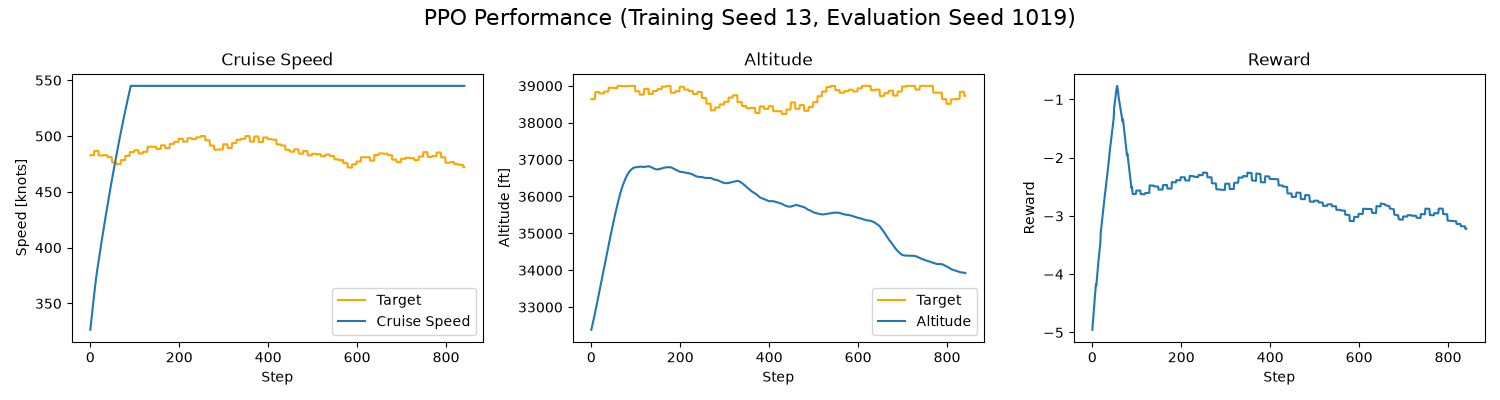 PPO Performance (Training Seed 13, Evaluation Seed 1019)
Cruise Speed
Speed [knots]
550
500
450
400
350
0
200
400
600
800
Step
Target
Cruise Speed
Altitude
Altitude [ft]
39000
38000
37000
36000
35000
34000
33000
0
200
400
600
800
Step
Target
Altitude
Reward
Reward
−1
−2
−3
−4
−5
0
200
400
600
800
Step